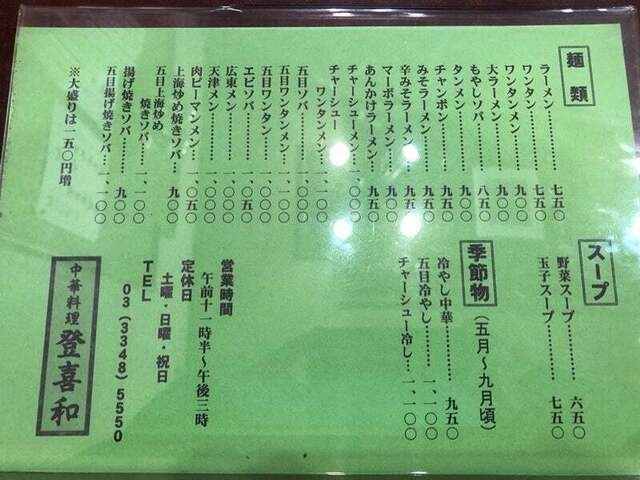 麺類
ラーメン………七五〇
ワンタン………七五〇
ワンタンメン……九〇〇
大ラーメン………九〇〇
もやしソバ………八五〇
タンメン…………九〇〇
チャンポン………九五〇
みそラーメン……九五〇
辛みそラーメン…九五〇
マーボラーメン…九五〇
あんかけラーメン…九五〇
チャーシューメン…一、〇〇〇
チャーシュー
ワンタンメン…一、一〇〇
五目ソバ………一、〇〇〇
五目ワンタンメン…一、一〇〇
五目ワンタン……一、〇〇〇
エビソバ…………一、〇五〇
広東メン…………一、〇〇〇
天津メン…………一、〇〇〇
肉ピーマンメン…一、〇五〇
上海炒め焼きソバ…九〇〇
五目上海炒め
焼きソバ…一、一〇〇
揚げ焼きソバ………九〇〇
五目揚げ焼きソバ…一、一〇〇
※大盛りは一五〇円増
スープ
野菜スープ………六五〇
玉子スープ………七五〇
季節物(五月～九月頃)
冷やし中華………九五〇
五目冷やし………一、一〇〇
チャーシュー冷し…一、一〇〇
営業時間
午前十一時半～午後三時
定休日
土曜・日曜・祝日
TEL
03(3348)5550
中華料理 登喜和